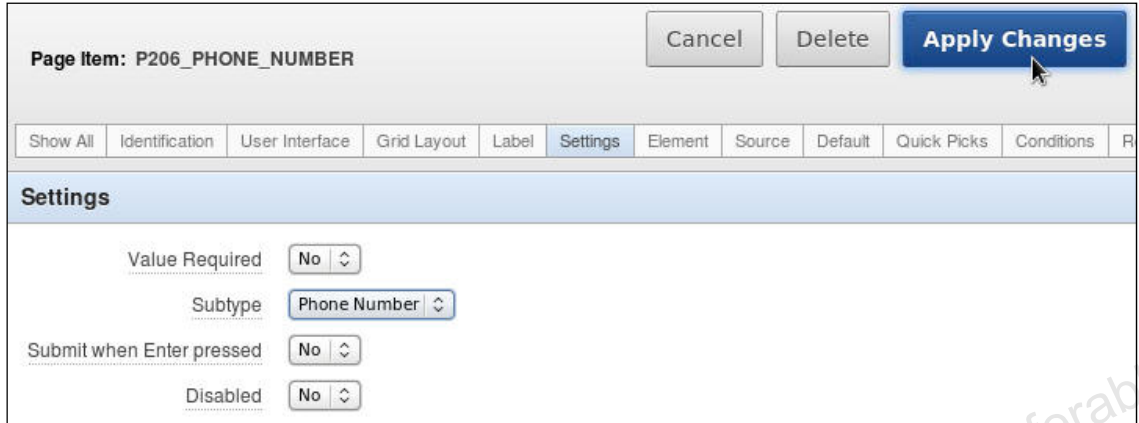 Page Item: P206_PHONE_NUMBER
Cancel Delete Apply Changes
Show All Identification User Interface Grid Layout Label Settings Element Source Default Quick Picks Conditions
Settings
Value Required No
Subtype Phone Number
Submit when Enter pressed No
Disabled No